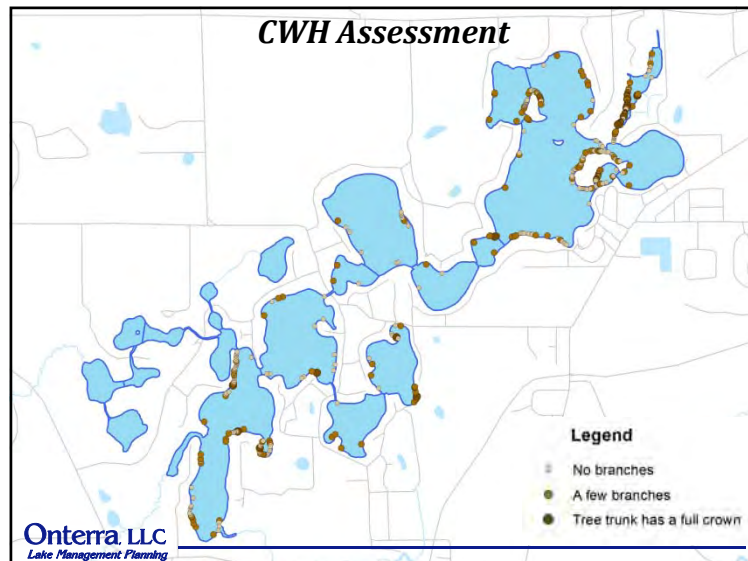 CWH Assessment
Legend
No branches
A few branches
Tree trunk has a full crown
Onterra, LLC
Lake Management Planning